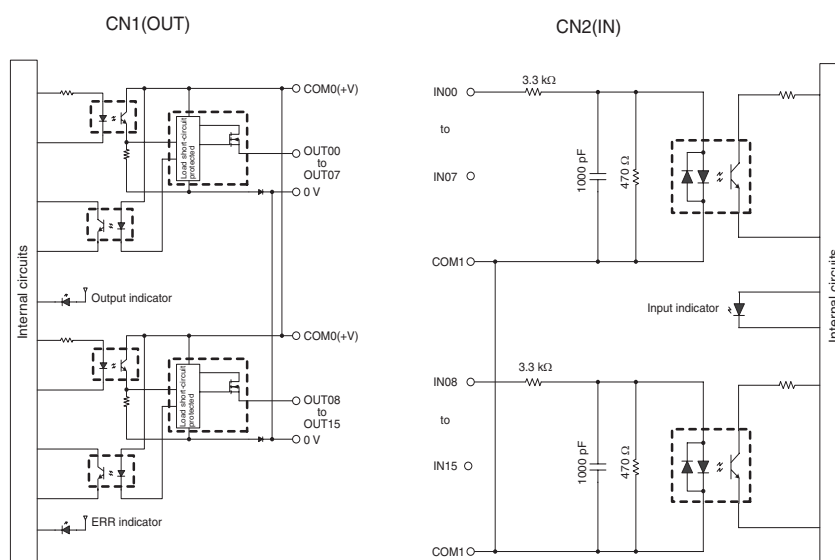 CN1(OUT)
Internal circuits
COM0(+V)
Load short-circuit
protected
OUT00
to
OUT07
0 V
Output indicator
COM0(+V)
Load short-circuit
protected
OUT08
to
OUT15
0 V
ERR indicator
CN2(IN)
IN00
3.3 kΩ
to
IN07
1000 pF
470 Ω
COM1
Input indicator
Internal circuits
IN08
3.3 kΩ
to
IN15
1000 pF
470 Ω
COM1